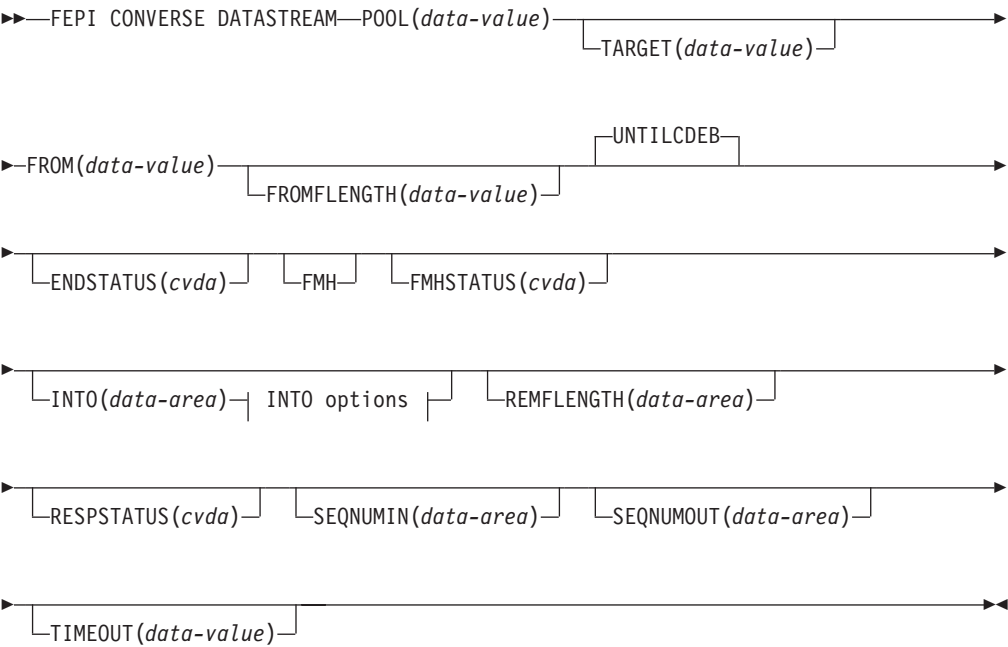 FEPI CONVERSE DATASTREAM POOL(data-value)
TARGET(data-value)
UNTILCDEB
FROM(data-value)
FROMFLENGTH(data-value)
ENDSTATUS(cvda) FMH FMHSTATUS(cvda)
INTO(data-area) INTO options REMFLENGTH(data-area)
RESPSTATUS(cvda) SEQNUMIN(data-area) SEQNUMOUT(data-area)
TIMEOUT(data-value)